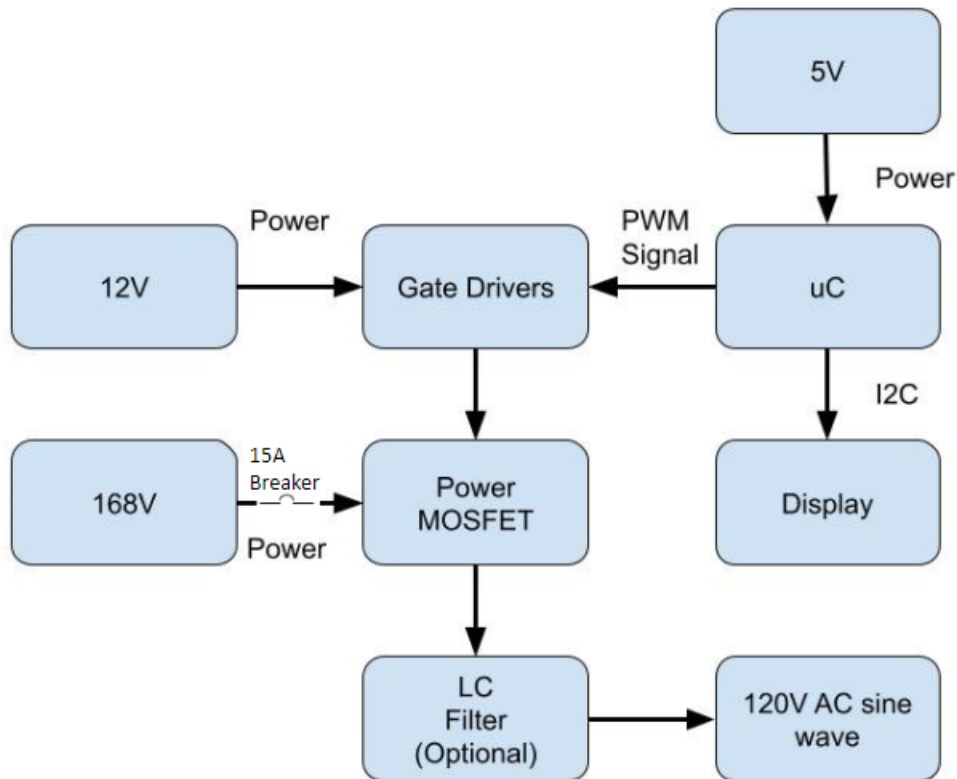 5V
Power
Power
PWM
Signal
12V
Gate Drivers
uC
I2C
15A
Breaker
168V
Power
Power
MOSFET
Display
LC
Filter
(Optional)
120V AC sine
wave